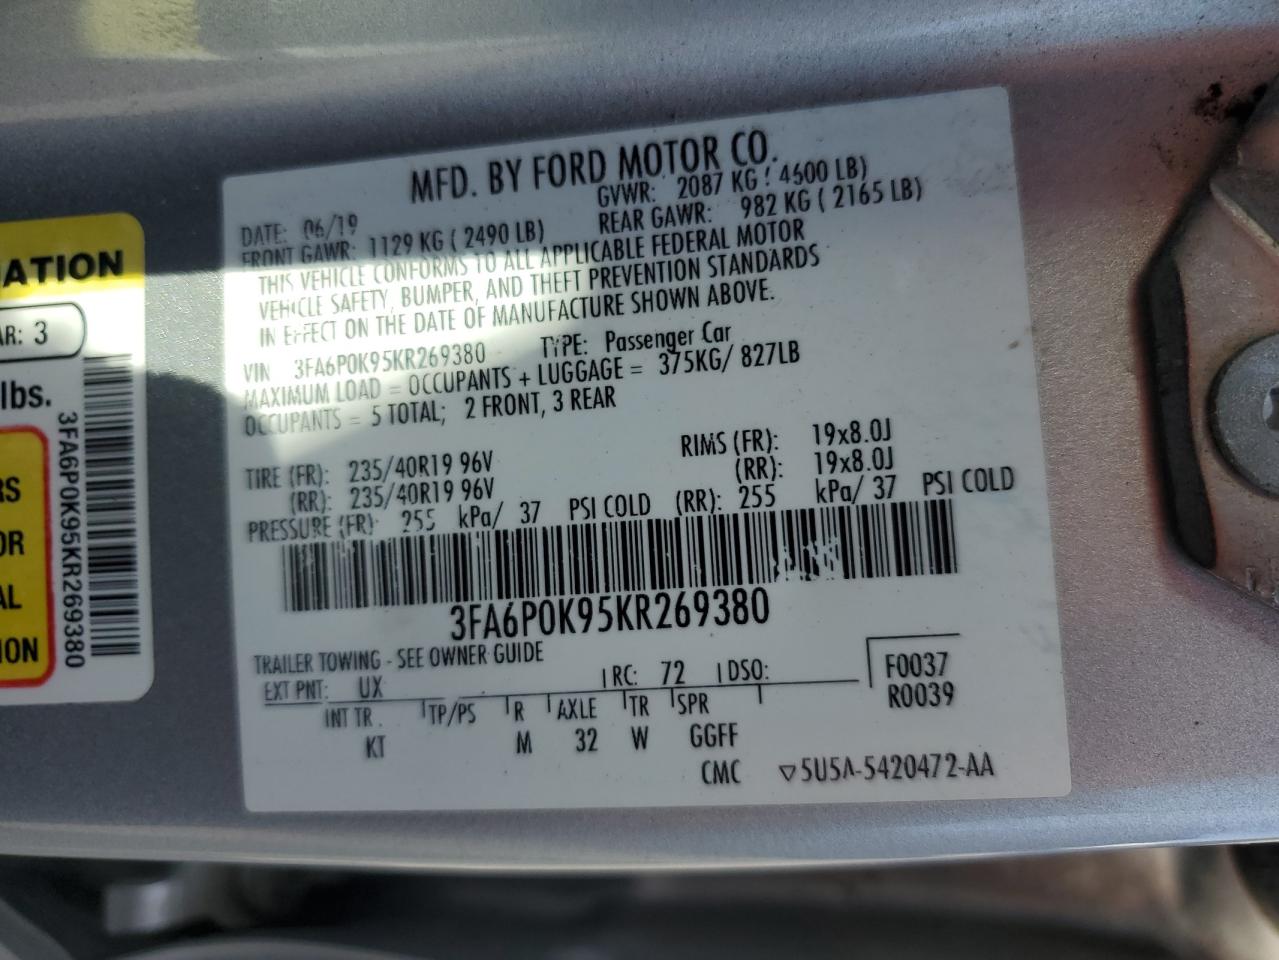 MFD. BY FORD MOTOR CO.
DATE: 06/19 GVWR: 2087 KG ( 4600 LB)
FRONT GAWR: 1129 KG ( 2490 LB) REAR GAWR: 982 KG ( 2165 LB)
THIS VEHICLE CONFORMS TO ALL APPLICABLE FEDERAL MOTOR
VEHICLE SAFETY, BUMPER, AND THEFT PREVENTION STANDARDS
IN EFFECT ON THE DATE OF MANUFACTURE SHOWN ABOVE.
VIN 3FA6P0K95KR269380 TYPE: Passenger Car
MAXIMUM LOAD = OCCUPANTS + LUGGAGE = 375KG/ 827LB
OCCUPANTS = 5 TOTAL; 2 FRONT, 3 REAR
TIRE (FR): 235/40R19 96V RIMS (FR): 19x8.0J
(RR): 235/40R19 96V (RR): 19x8.0J
PRESSURE (FR): 255 kPa/ 37 PSI COLD (RR): 255 kPa/ 37 PSI COLD
3FA6P0K95KR269380
TRAILER TOWING - SEE OWNER GUIDE
EXT PNT: UX RC: 72 DSO: F0037
R0039
INT TR TP/PS R AXLE TR SPR
KT M 32 W GGFF
CMC ▽5U5A-5420472-AA
MATION
AR: 3
lbs.
RS
OR
AL
ION
3FA6P0K95KR269380